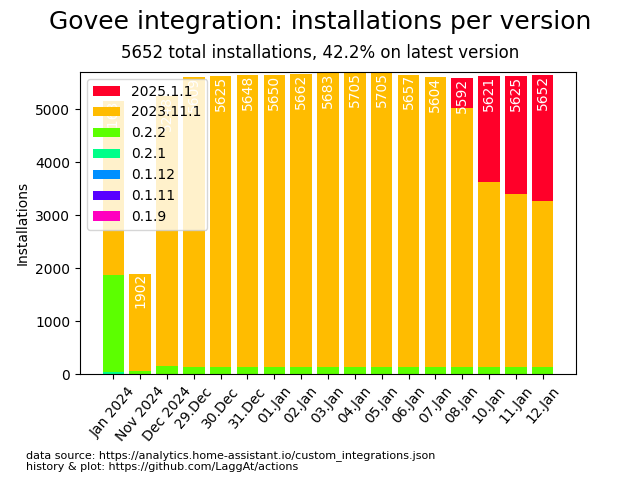 Govee integration: installations per version
5652 total installations, 42.2% on latest version
Installations
5000
4000
3000
2000
1000
0
2025.1.1
2023.11.1
0.2.2
0.2.1
0.1.12
0.1.11
0.1.9
1902
5625
5648
5650
5662
5683
5705
5705
5657
5604
5592
5621
5625
5652
Jan 2024
Nov 2024
Dec 2024
29.Dec
30.Dec
31.Dec
01.Jan
02.Jan
03.Jan
04.Jan
05.Jan
06.Jan
07.Jan
08.Jan
10.Jan
11.Jan
12.Jan
data source: https://analytics.home-assistant.io/custom_integrations.json
history & plot: https://github.com/LaggAt/actions